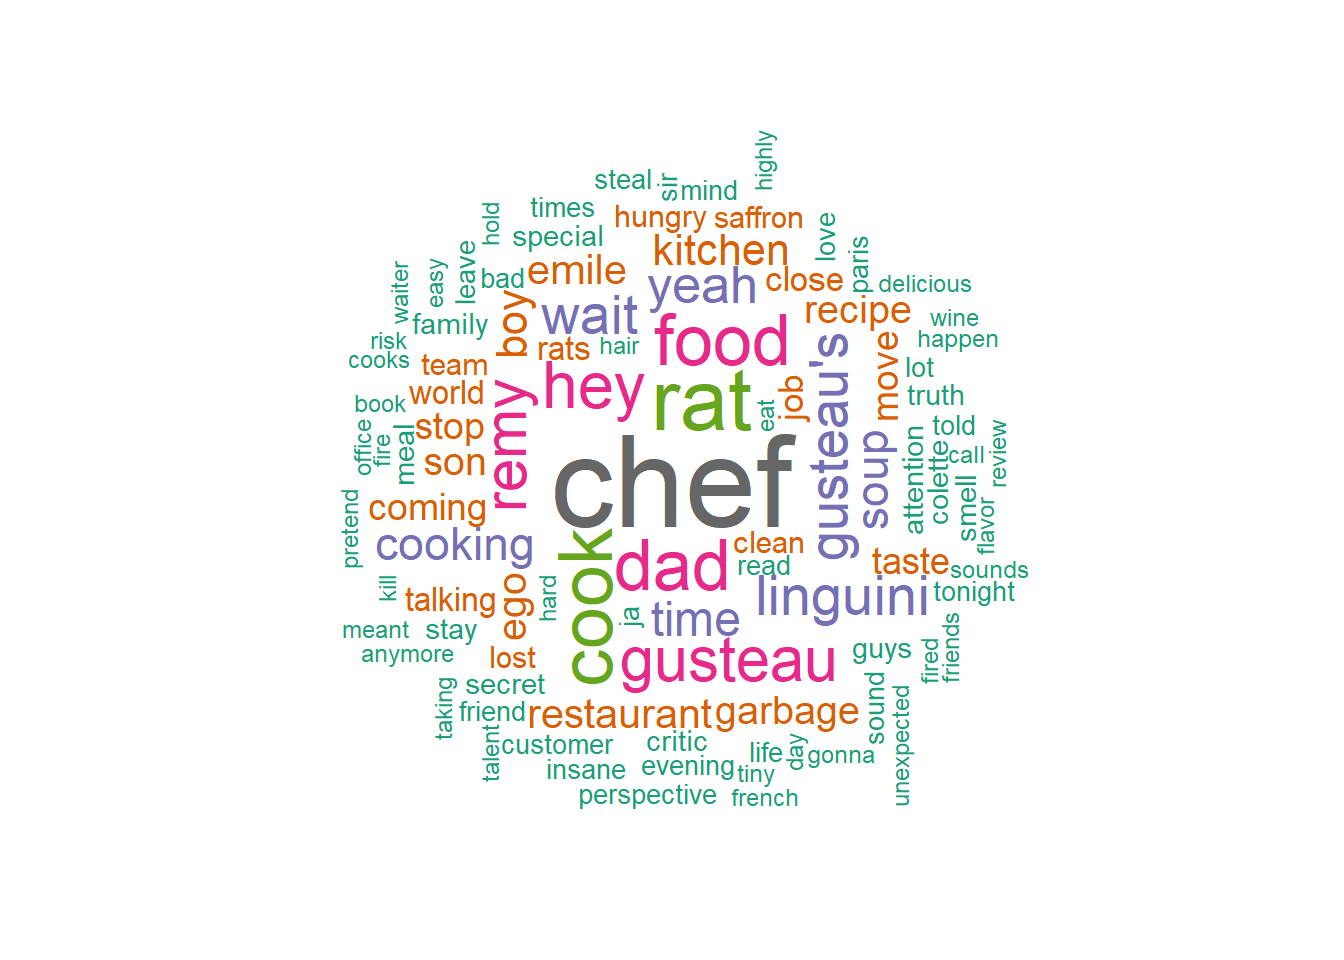 highly
steal
sir
mind
times
hold
hungry
saffron
special
love
kitchen
paris
leave
emile
yeah
close
bad
easy
waiter
delicious
family
boy
wait
recipe
wine
risk
rats
hair
food
happen
cooks
team
move
lot
world
hey
rat
gusteau's
job
truth
book
remy
eat
stop
told
office
fire
meal
son
chef
soup
attention
colette
call
review
coming
smell
flavor
pretend
cooking
cook
dad
clean
read
taste
sounds
kill
talking
ego
hard
ja
time
linguini
tonight
meant
stay
anymore
lost
gusteau
guys
fired
friends
secret
taking
friend
restaurant
garbage
sound
unexpected
talent
customer
critic
life
day
gonna
insane
evening
tiny
perspective
french